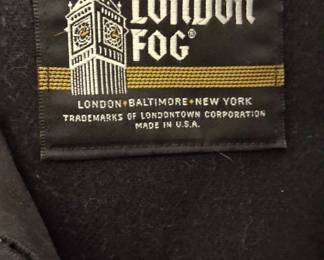 LONDON
FOG®
LONDON•BALTIMORE•NEW YORK
TRADEMARKS OF LONDONTOWN CORPORATION
MADE IN U.S.A.